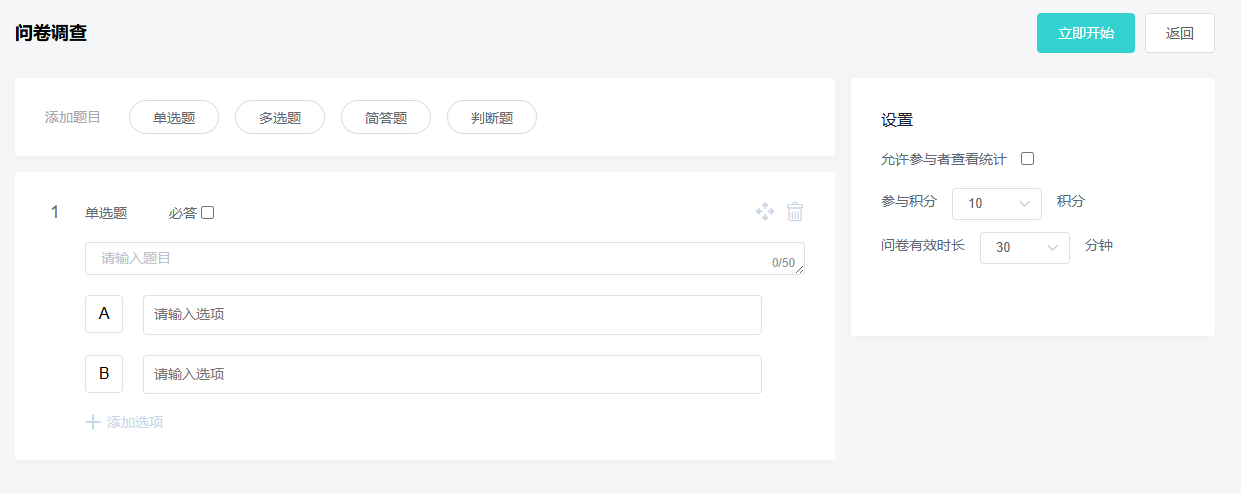 问卷调查
立即开始 返回
添加题目 单选题 多选题 简答题 判断题
1 单选题 必答
请输入题目
0/50
A 请输入选项
B 请输入选项
添加选项
设置
允许参与者查看统计
参与积分 10 积分
问卷有效时长 30 分钟